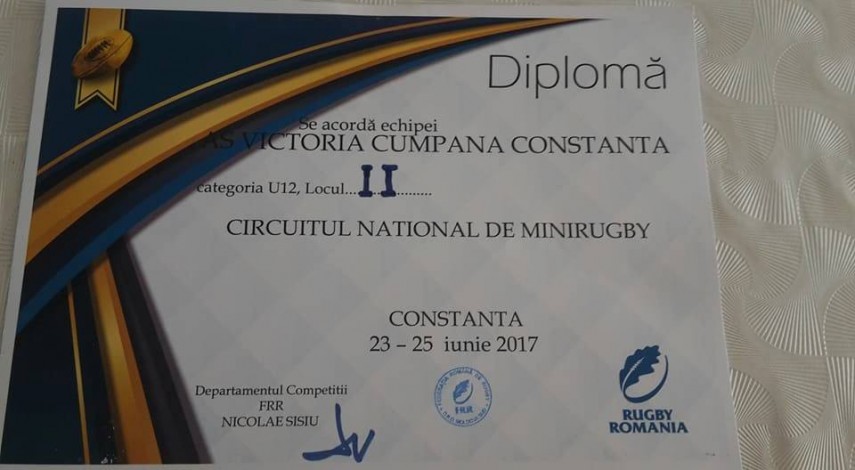 Diplomă
Se acordă echipei
AS VICTORIA CUMPANA CONSTANTA
categoria U12, Locul....II..........
CIRCUITUL NATIONAL DE MINIRUGBY
CONSTANTA
23 – 25 iunie 2017
Departamentul Competitii
FRR
NICOLAE SISIU
RUGBY
ROMANIA